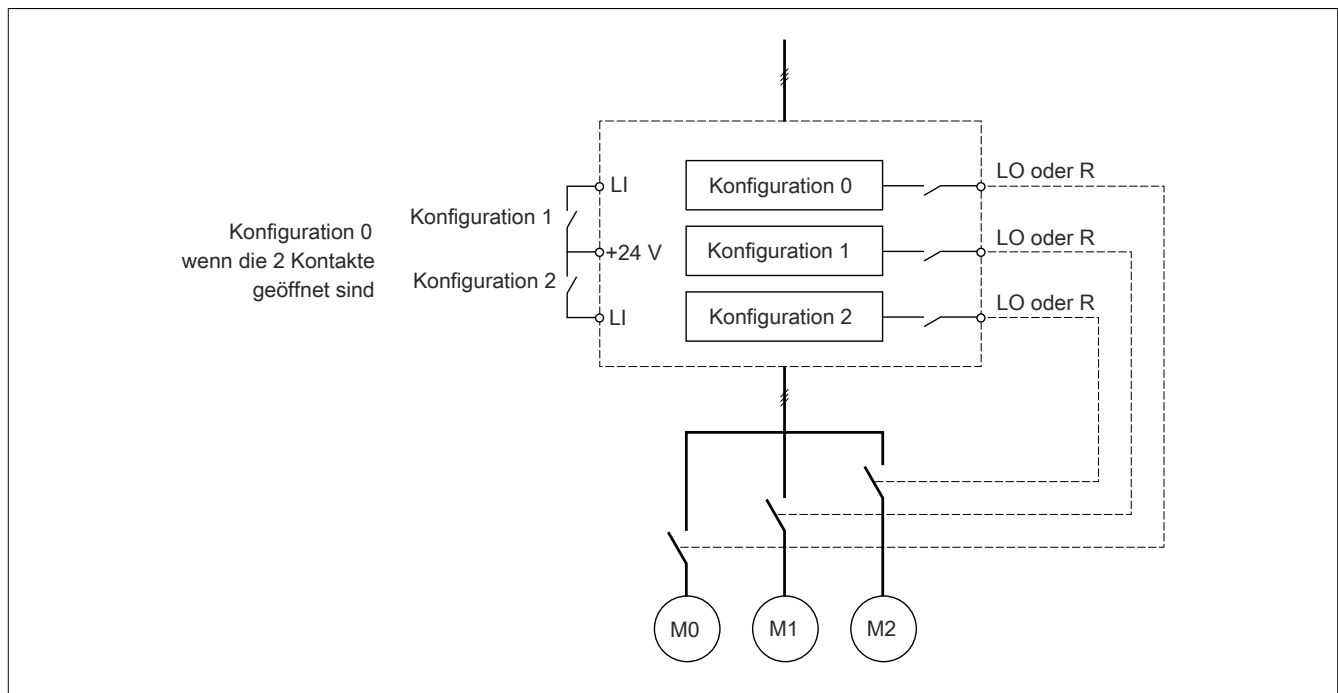 LI
Konfiguration 1
Konfiguration 0
wenn die 2 Kontakte
geöffnet sind
+24 V
Konfiguration 2
LI
Konfiguration 0
LO oder R
Konfiguration 1
LO oder R
Konfiguration 2
LO oder R
M0
M1
M2